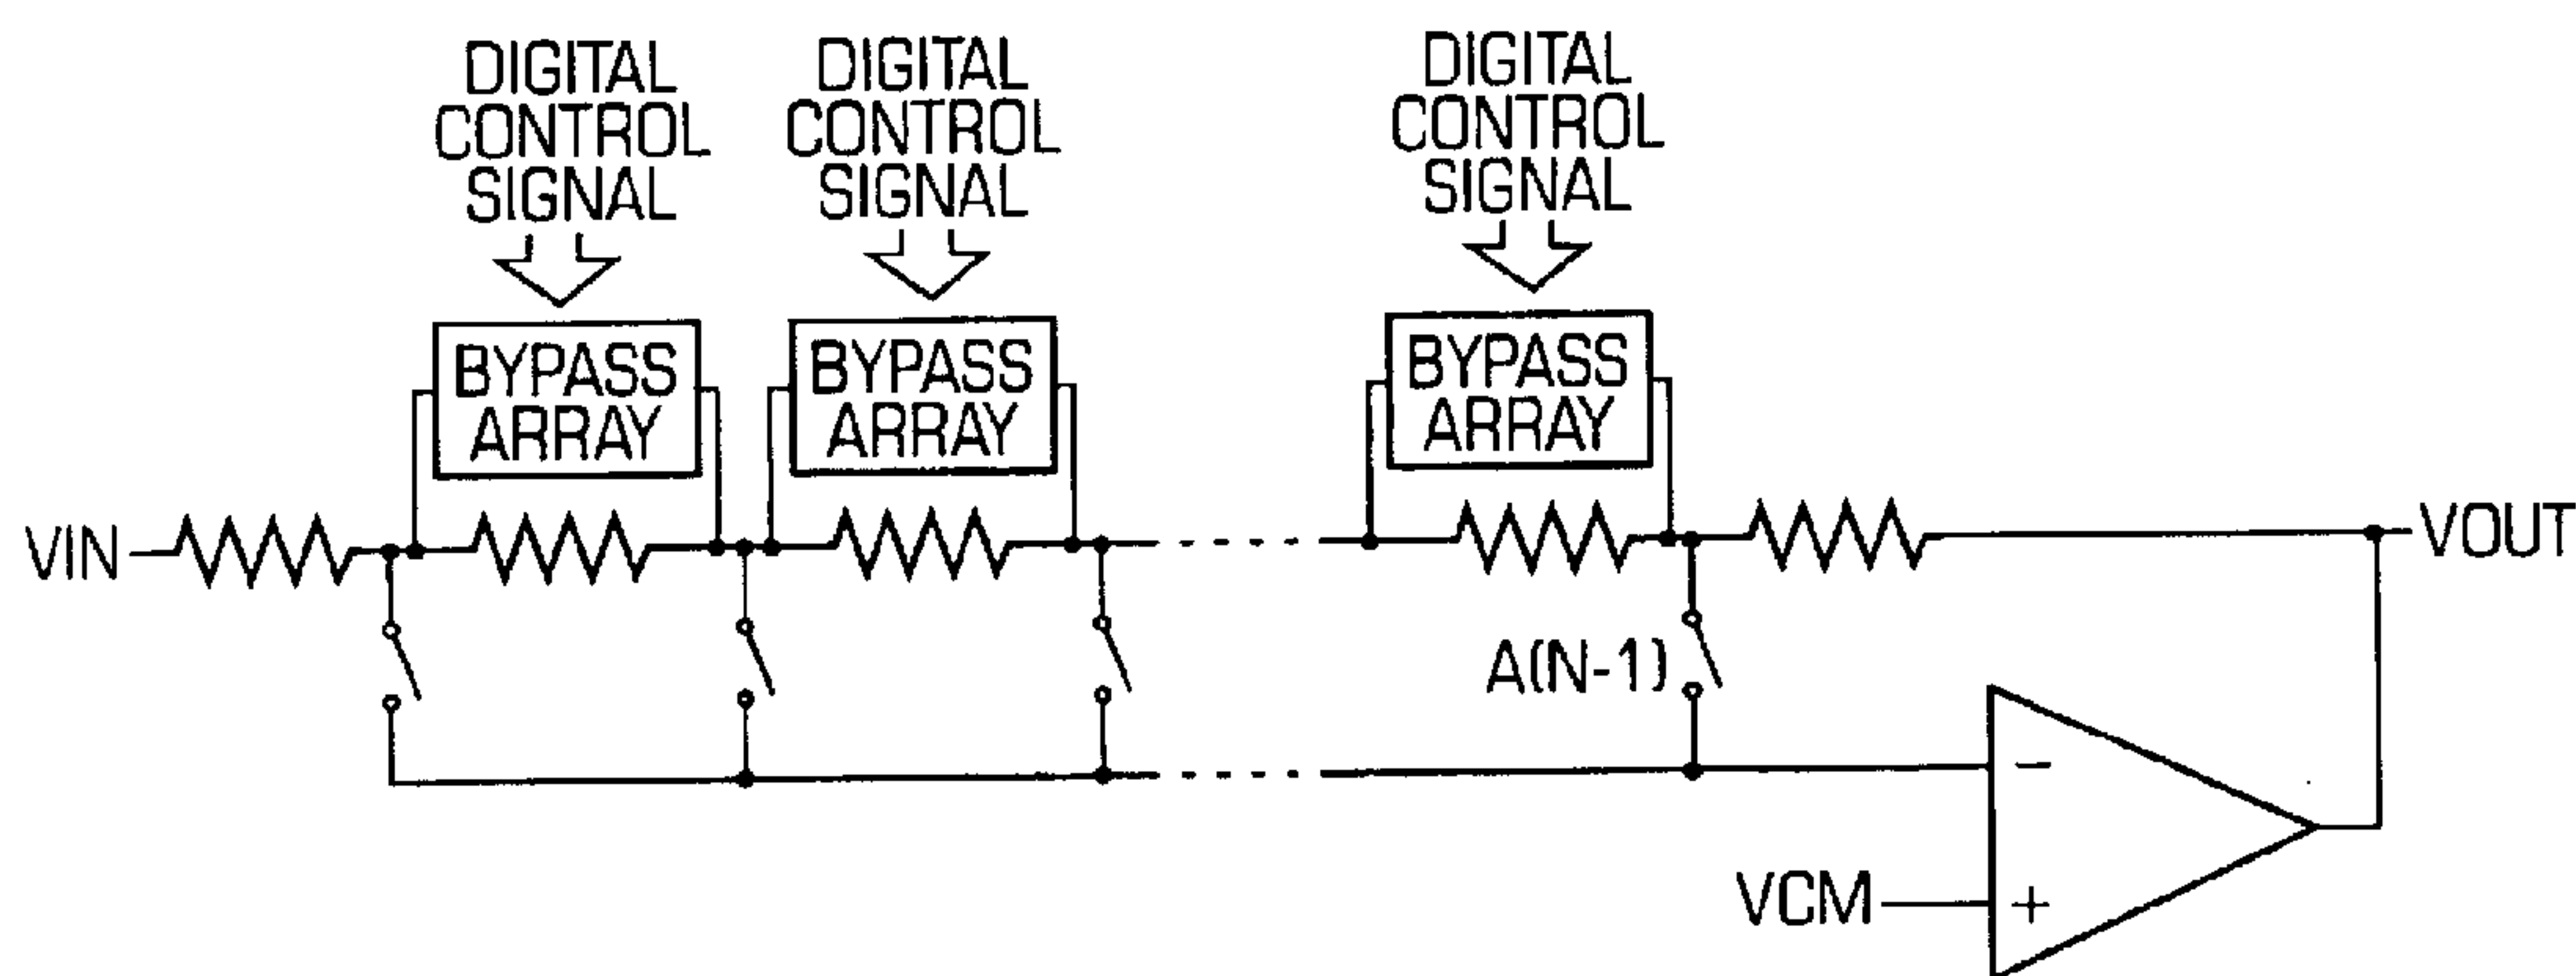 DIGITAL
CONTROL
SIGNAL
DIGITAL
CONTROL
SIGNAL
DIGITAL
CONTROL
SIGNAL
BYPASS
ARRAY
BYPASS
ARRAY
BYPASS
ARRAY
VIN
VOUT
A(N-1)
−
VCM
+